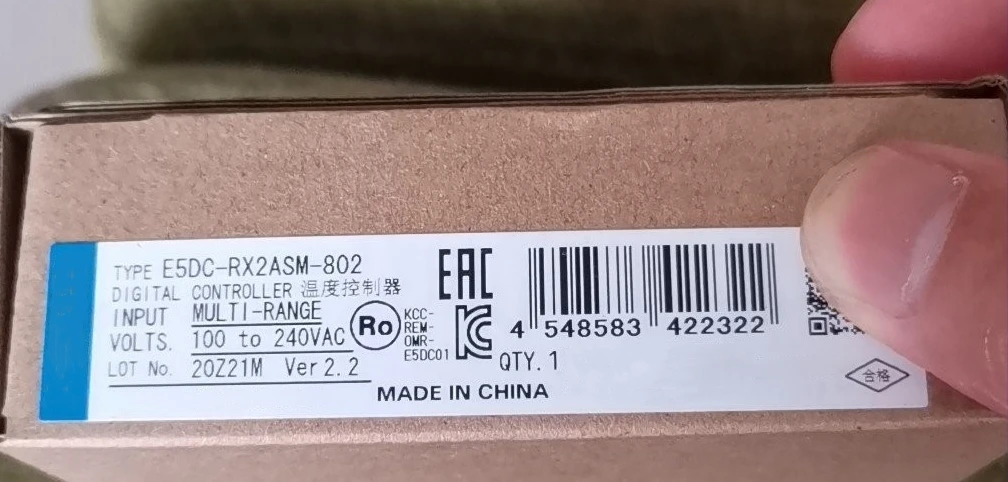 TYPE E5DC-RX2ASM-802
DIGITAL CONTROLLER 温度控制器
INPUT MULTI-RANGE
VOLTS. 100 to 240VAC
LOT No. 20Z21M Ver 2.2
Ro
KCC-
REM-
OMR-
E5DC01
EAC
KC
4 548583 422322
QTY. 1
MADE IN CHINA
合格